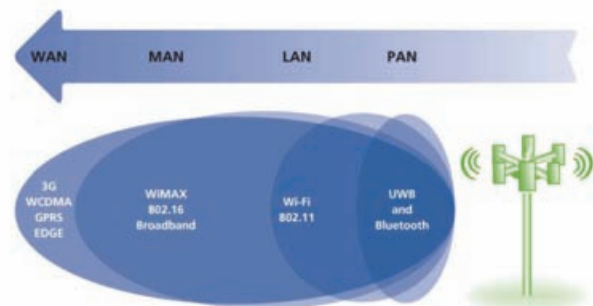 WAN MAN LAN PAN
3G
WCDMA
GPRS
EDGE
WiMAX
802.16
Broadband
Wi-Fi
802.11
UWB
and
Bluetooth